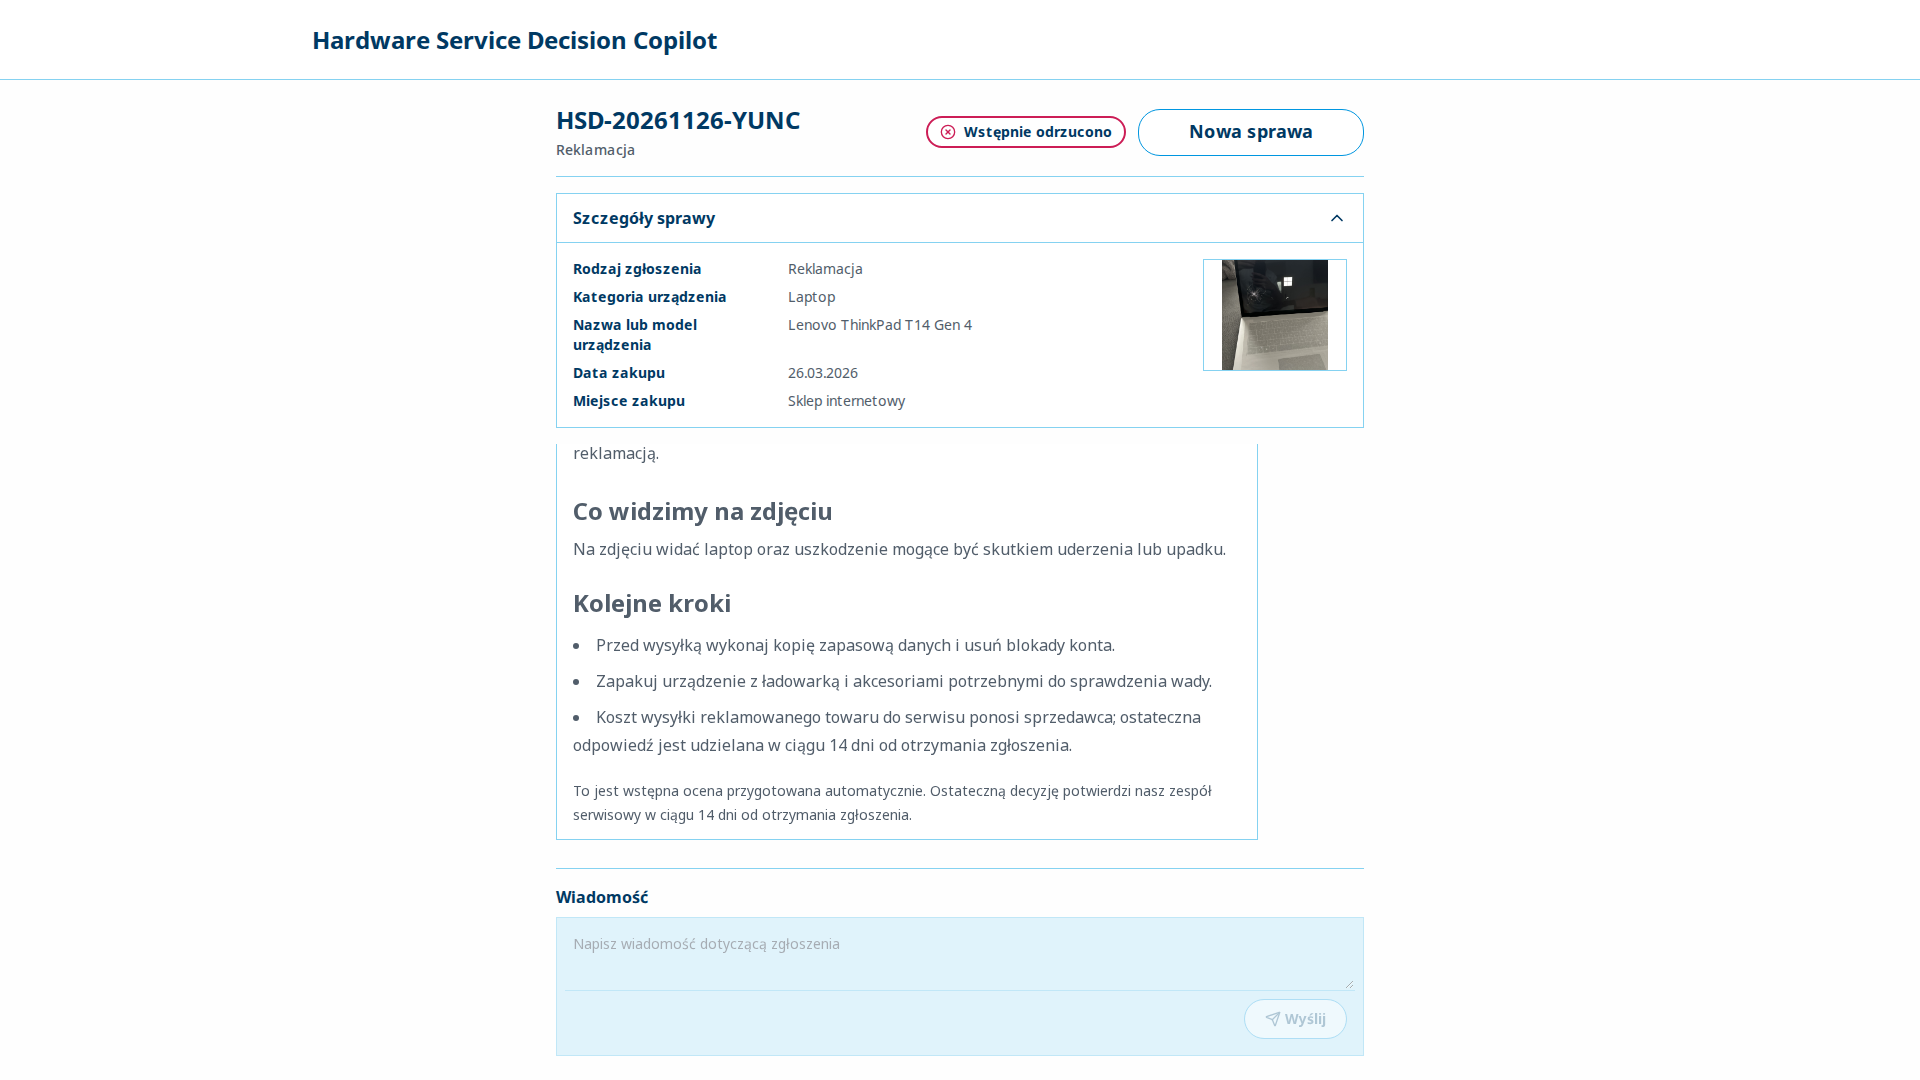 Hardware Service Decision Copilot
HSD-20261126-YUNC
Reklamacja
Wstępnie odrzucono
Nowa sprawa
Szczegóły sprawy
Rodzaj zgłoszenia
Reklamacja
Kategoria urządzenia
Laptop
Nazwa lub model
urządzenia
Lenovo ThinkPad T14 Gen 4
Data zakupu
26.03.2026
Miejsce zakupu
Sklep internetowy
reklamacją.
Co widzimy na zdjęciu
Na zdjęciu widać laptop oraz uszkodzenie mogące być skutkiem uderzenia lub upadku.
Kolejne kroki
• Przed wysyłką wykonaj kopię zapasową danych i usuń blokady konta.
• Zapakuj urządzenie z ładowarką i akcesoriami potrzebnymi do sprawdzenia wady.
• Koszt wysyłki reklamowanego towaru do serwisu ponosi sprzedawca; ostateczna
odpowiedź jest udzielana w ciągu 14 dni od otrzymania zgłoszenia.
To jest wstępna ocena przygotowana automatycznie. Ostateczną decyzję potwierdzi nasz zespół
serwisowy w ciągu 14 dni od otrzymania zgłoszenia.
Wiadomość
Napisz wiadomość dotyczącą zgłoszenia
Wyślij